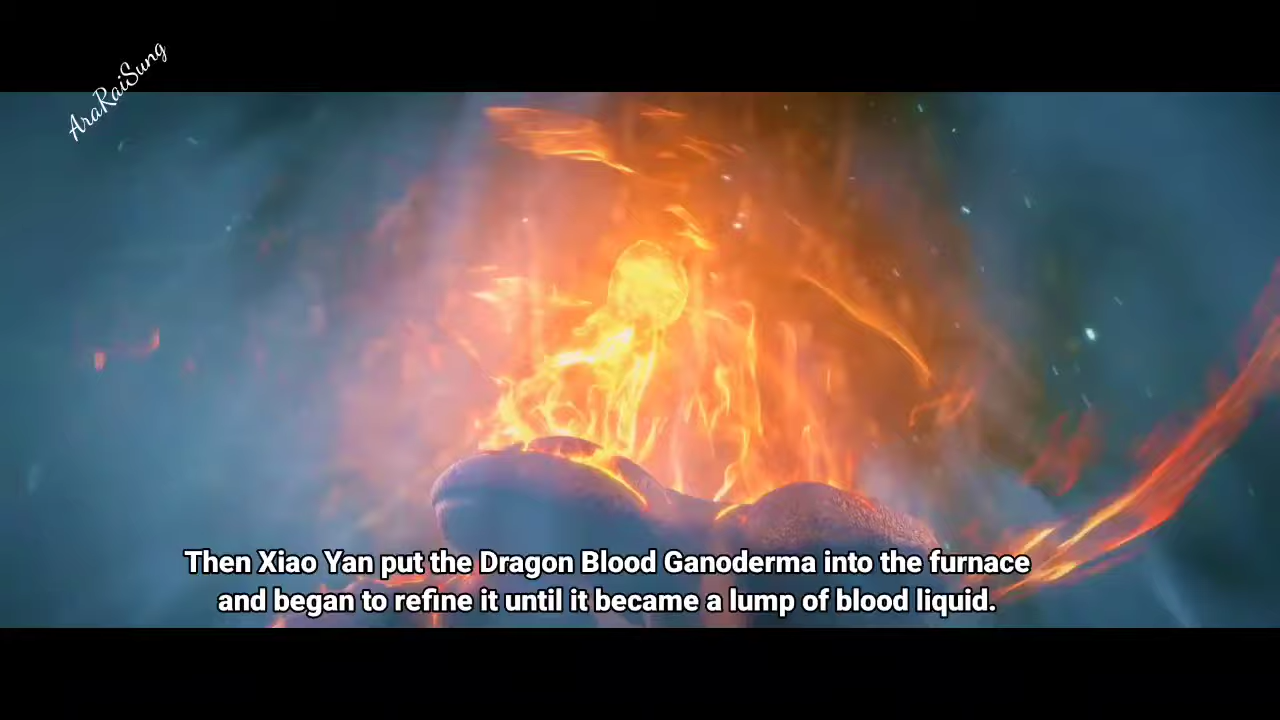 AraRaiSung
Then Xiao Yan put the Dragon Blood Ganoderma into the furnace
and began to refine it until it became a lump of blood liquid.